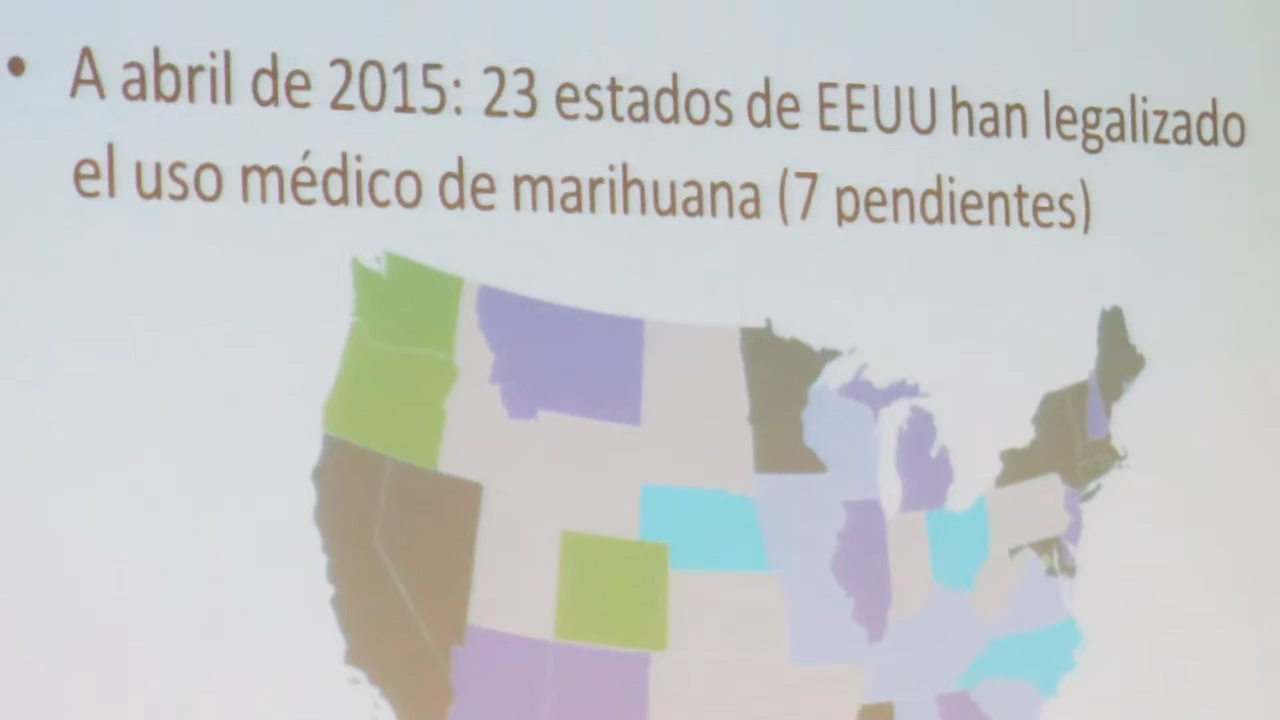 • A abril de 2015: 23 estados de EEUU han legalizado
el uso médico de marihuana (7 pendientes)